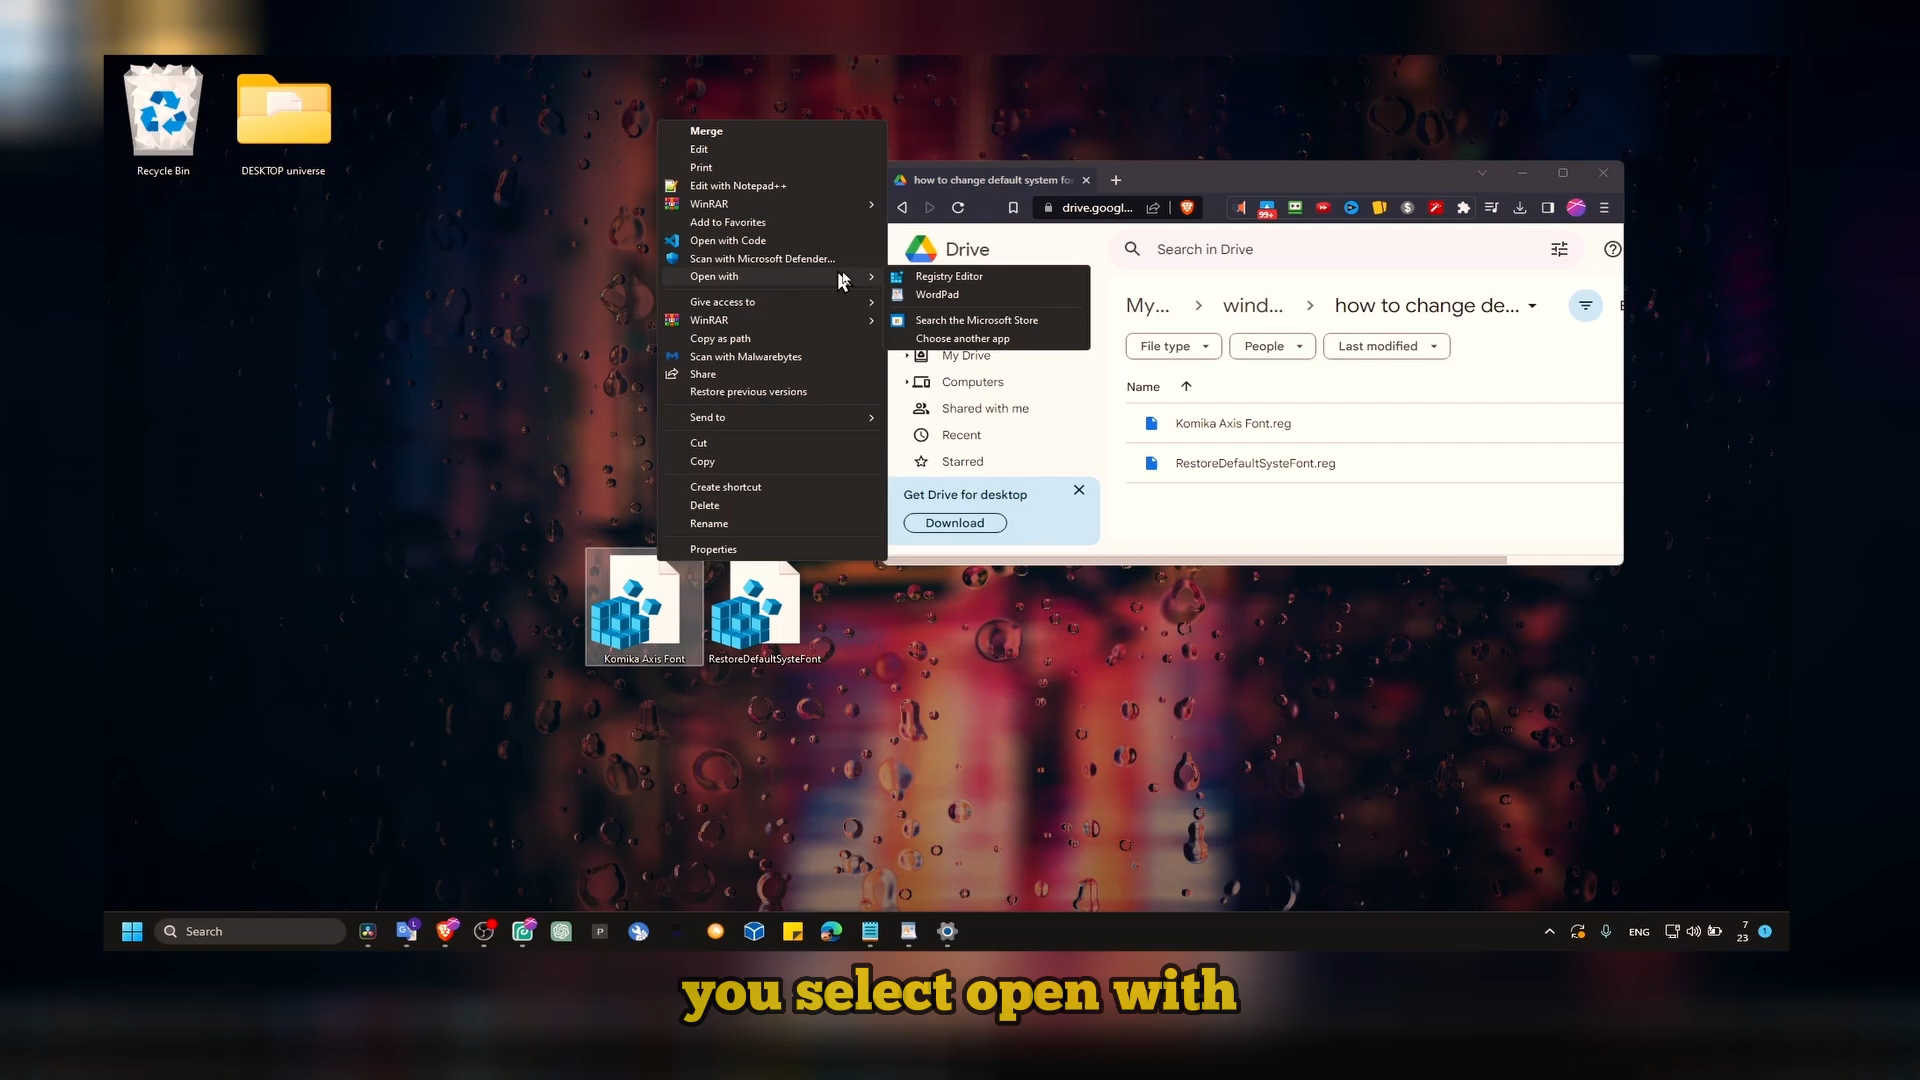 Recycle Bin
DESKTOP universe
Merge
Edit
Print
Edit with Notepad++
WinRAR
Add to Favorites
Open with Code
Scan with Microsoft Defender...
Open with
Give access to
WinRAR
Copy as path
Scan with Malwarebytes
Share
Restore previous versions
Send to
Cut
Copy
Create shortcut
Delete
Rename
Properties
Registry Editor
WordPad
Search the Microsoft Store
Choose another app
how to change default system fo
drive.googl...
99+
Drive
Search in Drive
My... > wind... > how to change de...
File type
People
Last modified
My Drive
Computers
Shared with me
Recent
Starred
Get Drive for desktop
Download
Name
Komika Axis Font.reg
RestoreDefaultSysteFont.reg
Komika Axis Font
RestoreDefaultSysteFont
Search
P
ENG
7
23
1
you select open with